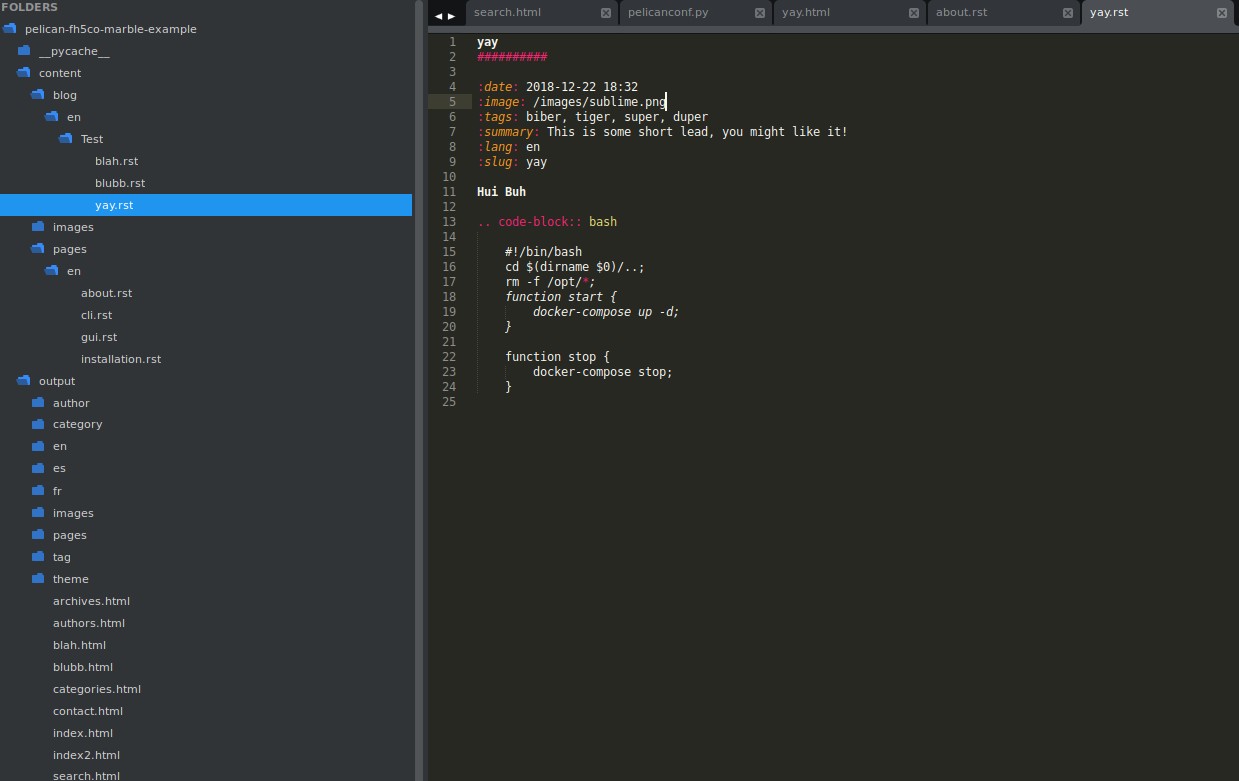 FOLDERS
pelican-fh5co-marble-example
__pycache__
content
blog
en
Test
blah.rst
blubb.rst
yay.rst
images
pages
en
about.rst
cli.rst
gui.rst
installation.rst
output
author
category
en
es
fr
images
pages
tag
theme
archives.html
authors.html
blah.html
blubb.html
categories.html
contact.html
index.html
index2.html
search.html
search.html
pelicanconf.py
yay.html
about.rst
yay.rst
1 yay
2 ##########
3
4 :date: 2018-12-22 18:32
5 :image: /images/sublime.png
6 :tags: biber, tiger, super, duper
7 :summary: This is some short lead, you might like it!
8 :lang: en
9 :slug: yay
10
11 Hui Buh
12
13 .. code-block:: bash
14
15     #!/bin/bash
16     cd $(dirname $0)/..;
17     rm -f /opt/*;
18     function start {
19         docker-compose up -d;
20     }
21
22     function stop {
23         docker-compose stop;
24     }
25